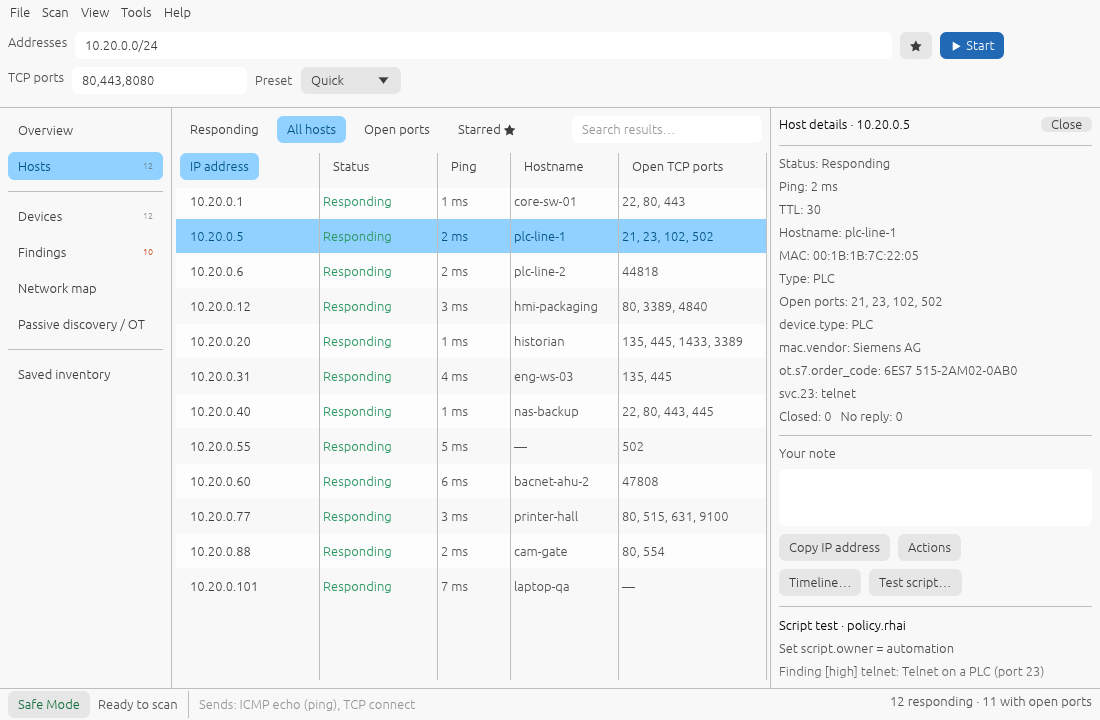 File Scan View Tools Help
Addresses 10.20.0.0/24 ★ ▶ Start
TCP ports 80,443,8080 Preset Quick ▼
Overview
Hosts 12
Devices 12
Findings 10
Network map
Passive discovery / OT
Saved inventory
Responding All hosts Open ports Starred ★ Search results…
IP address Status Ping Hostname Open TCP ports
10.20.0.1 Responding 1 ms core-sw-01 22, 80, 443
10.20.0.5 Responding 2 ms plc-line-1 21, 23, 102, 502
10.20.0.6 Responding 2 ms plc-line-2 44818
10.20.0.12 Responding 3 ms hmi-packaging 80, 3389, 4840
10.20.0.20 Responding 1 ms historian 135, 445, 1433, 3389
10.20.0.31 Responding 4 ms eng-ws-03 135, 445
10.20.0.40 Responding 1 ms nas-backup 22, 80, 443, 445
10.20.0.55 Responding 5 ms — 502
10.20.0.60 Responding 6 ms bacnet-ahu-2 47808
10.20.0.77 Responding 3 ms printer-hall 80, 515, 631, 9100
10.20.0.88 Responding 2 ms cam-gate 80, 554
10.20.0.101 Responding 7 ms laptop-qa —
Host details · 10.20.0.5 Close
Status: Responding
Ping: 2 ms
TTL: 30
Hostname: plc-line-1
MAC: 00:1B:1B:7C:22:05
Type: PLC
Open ports: 21, 23, 102, 502
device.type: PLC
mac.vendor: Siemens AG
ot.s7.order_code: 6ES7 515-2AM02-0AB0
svc.23: telnet
Closed: 0 No reply: 0
Your note
Copy IP address Actions
Timeline… Test script…
Script test · policy.rhai
Set script.owner = automation
Finding [high] telnet: Telnet on a PLC (port 23)
Safe Mode Ready to scan Sends: ICMP echo (ping), TCP connect 12 responding · 11 with open ports